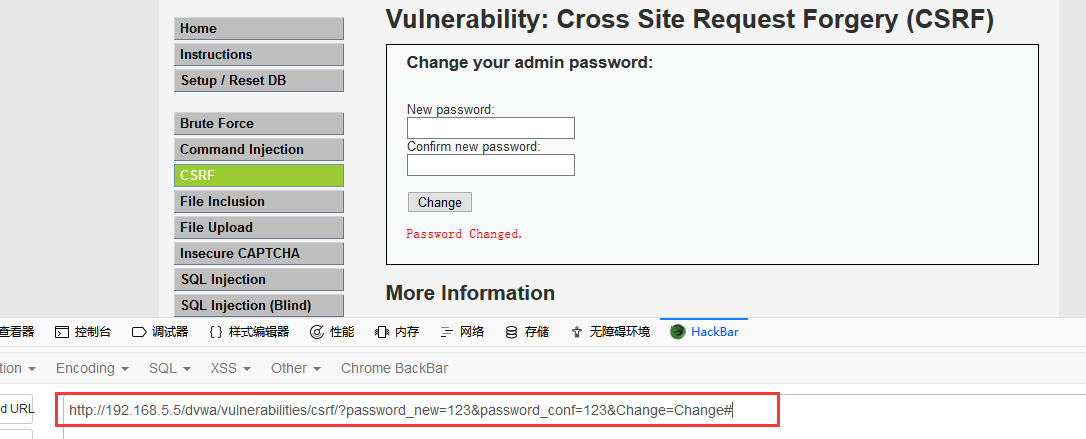 Vulnerability: Cross Site Request Forgery (CSRF)
Home
Instructions
Setup / Reset DB
Brute Force
Command Injection
CSRF
File Inclusion
File Upload
Insecure CAPTCHA
SQL Injection
SQL Injection (Blind)
Change your admin password:
New password:
Confirm new password:
Change
Password Changed.
More Information
查看器 控制台 调试器 {} 样式编辑器 性能 内存 网络 存储 无障碍环境 HackBar
tion Encoding SQL XSS Other Chrome BackBar
d URL
http://192.168.5.5/dvwa/vulnerabilities/csrf/?password_new=123&password_conf=123&Change=Change#